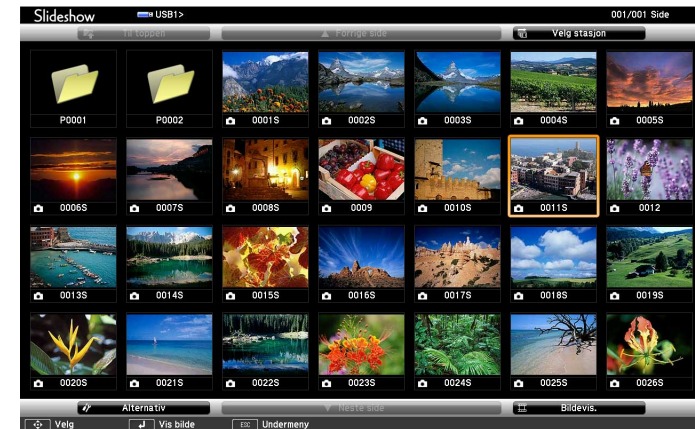 Slideshow USB1> 001/001 Side
Til toppen ▲ Forrige side Velg stasjon
P0001 P0002 0001S 0002S 0003S 0004S 0005S
0006S 0007S 0008S 0009 0010S 0011S 0012
0013S 0014S 0015S 0016S 0017S 0018S 0019S
0020S 0021S 0022S 0023S 0024S 0025S 0026S
Alternativ ▼ Neste side Bildevis.
Velg Vis bilde ESC Undermeny